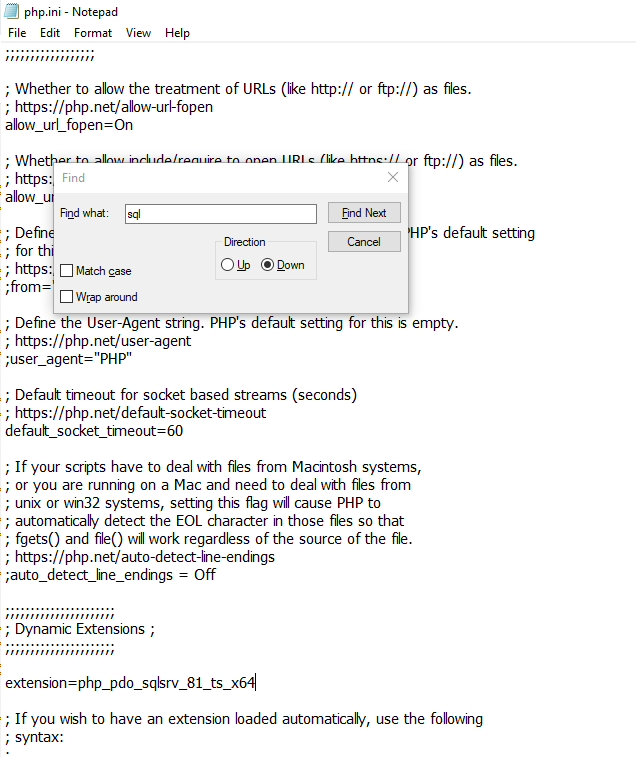 php.ini - Notepad
File Edit Format View Help
;;;;;;;;;;;;;;;;;;
; Whether to allow the treatment of URLs (like http:// or ftp://) as files.
; https://php.net/allow-url-fopen
allow_url_fopen=On
; Whether to allow include/require to open URLs (like https:// or ftp://) as files.
; https:
allow_ur
; Define PHP's default setting
; for thi
; https:
;from="
Find
Find what: sql Find Next
Cancel
Direction
Up Down
Match case
Wrap around
; Define the User-Agent string. PHP's default setting for this is empty.
; https://php.net/user-agent
;user_agent="PHP"
; Default timeout for socket based streams (seconds)
; https://php.net/default-socket-timeout
default_socket_timeout=60
; If your scripts have to deal with files from Macintosh systems,
; or you are running on a Mac and need to deal with files from
; unix or win32 systems, setting this flag will cause PHP to
; automatically detect the EOL character in those files so that
; fgets() and file() will work regardless of the source of the file.
; https://php.net/auto-detect-line-endings
;auto_detect_line_endings = Off
;;;;;;;;;;;;;;;;;;;;;;
; Dynamic Extensions ;
;;;;;;;;;;;;;;;;;;;;;;
extension=php_pdo_sqlsrv_81_ts_x64
; If you wish to have an extension loaded automatically, use the following
; syntax:
;